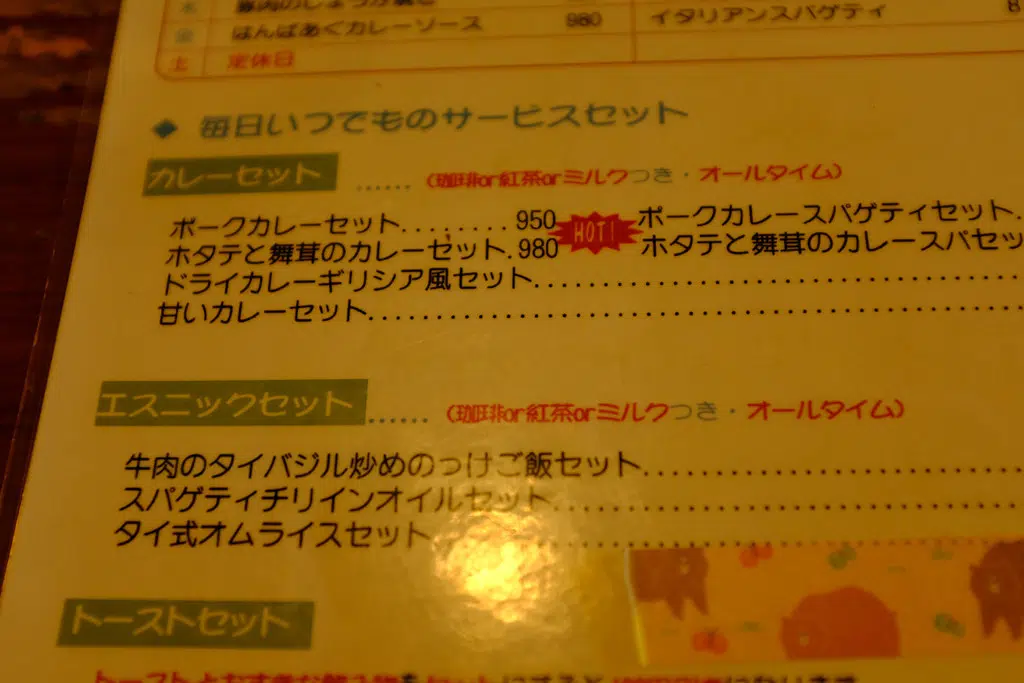 水 豚肉のしょうが焼き
金 はんばあぐカレーソース 980 イタリアンスパゲティ 8
土 定休日
◆ 毎日いつでものサービスセット
カレーセット ...... (珈琲or紅茶orミルクつき・オールタイム)
ポークカレーセット.........950 HOT! ポークカレースパゲティセット.
ホタテと舞茸のカレーセット.980 ホタテと舞茸のカレースパセッ
ドライカレーギリシア風セット
甘いカレーセット
エスニックセット ...... (珈琲or紅茶orミルクつき・オールタイム)
牛肉のタイバジル炒めのっけご飯セット
スパゲティチリインオイルセット
タイ式オムライスセット
トーストセット